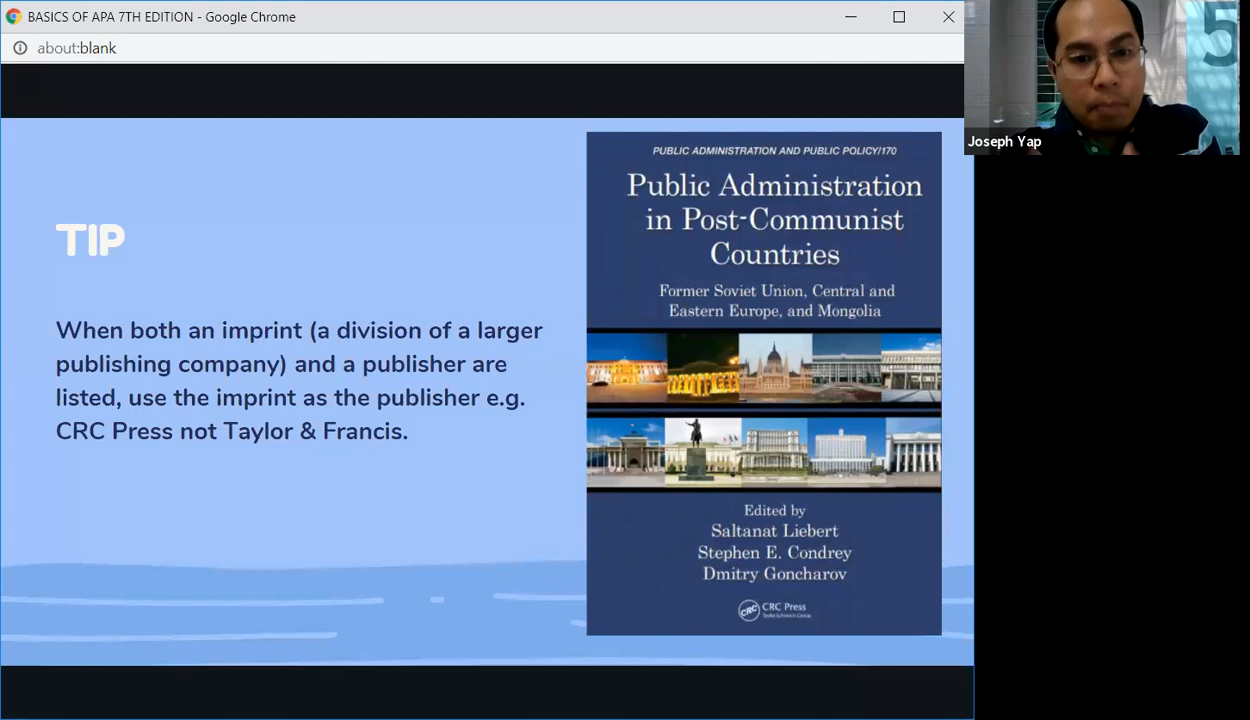 BASICS OF APA 7TH EDITION - Google Chrome
about:blank
TIP
When both an imprint (a division of a larger
publishing company) and a publisher are
listed, use the imprint as the publisher e.g.
CRC Press not Taylor & Francis.
PUBLIC ADMINISTRATION AND PUBLIC POLICY/170
Public Administration
in Post-Communist
Countries
Former Soviet Union, Central and
Eastern Europe, and Mongolia
Edited by
Saltanat Liebert
Stephen E. Condrey
Dmitry Goncharov
CRC
CRC Press
5
Joseph Yap